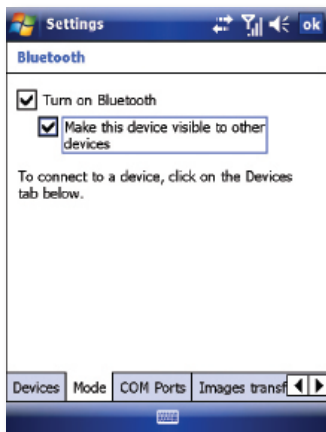 Settings
ok
Bluetooth
Turn on Bluetooth
Make this device visible to other
devices
To connect to a device, click on the Devices
tab below.
Devices Mode COM Ports Images transf